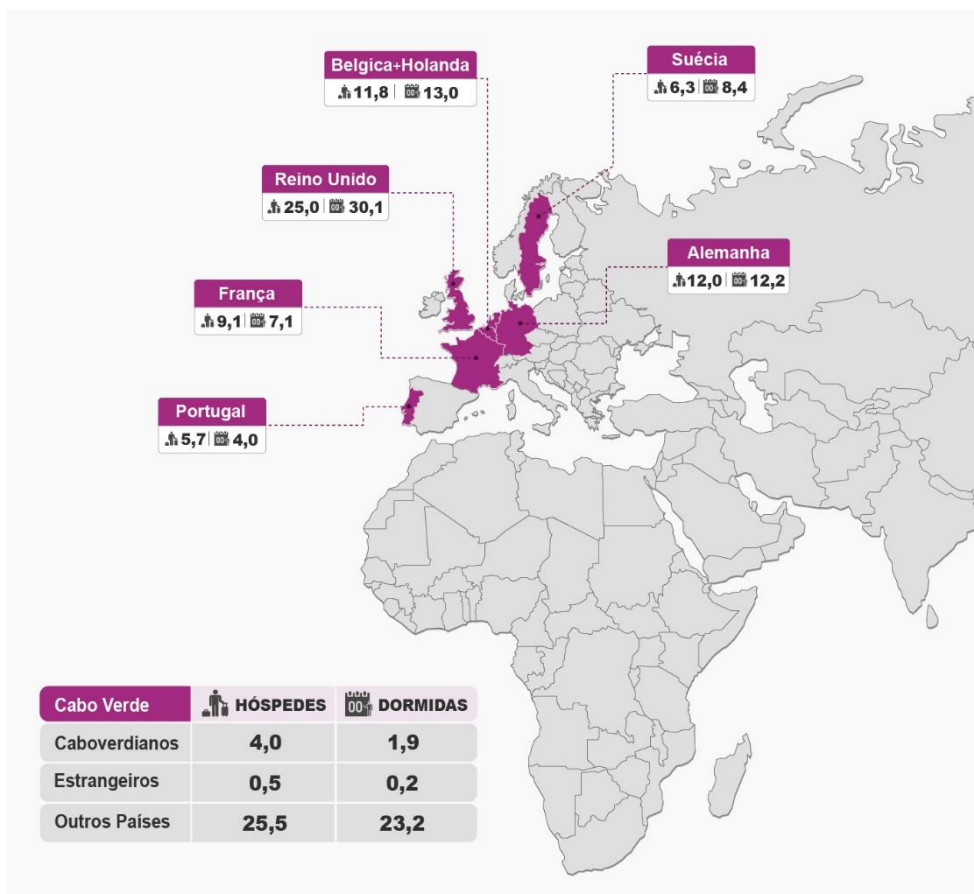 Belgica+Holanda
11,8 | 13,0
Suécia
6,3 | 8,4
Reino Unido
25,0 | 30,1
Alemanha
12,0 | 12,2
França
9,1 | 7,1
Portugal
5,7 | 4,0
Cabo Verde HÓSPEDES DORMIDAS
Caboverdianos 4,0 1,9
Estrangeiros 0,5 0,2
Outros Países 25,5 23,2